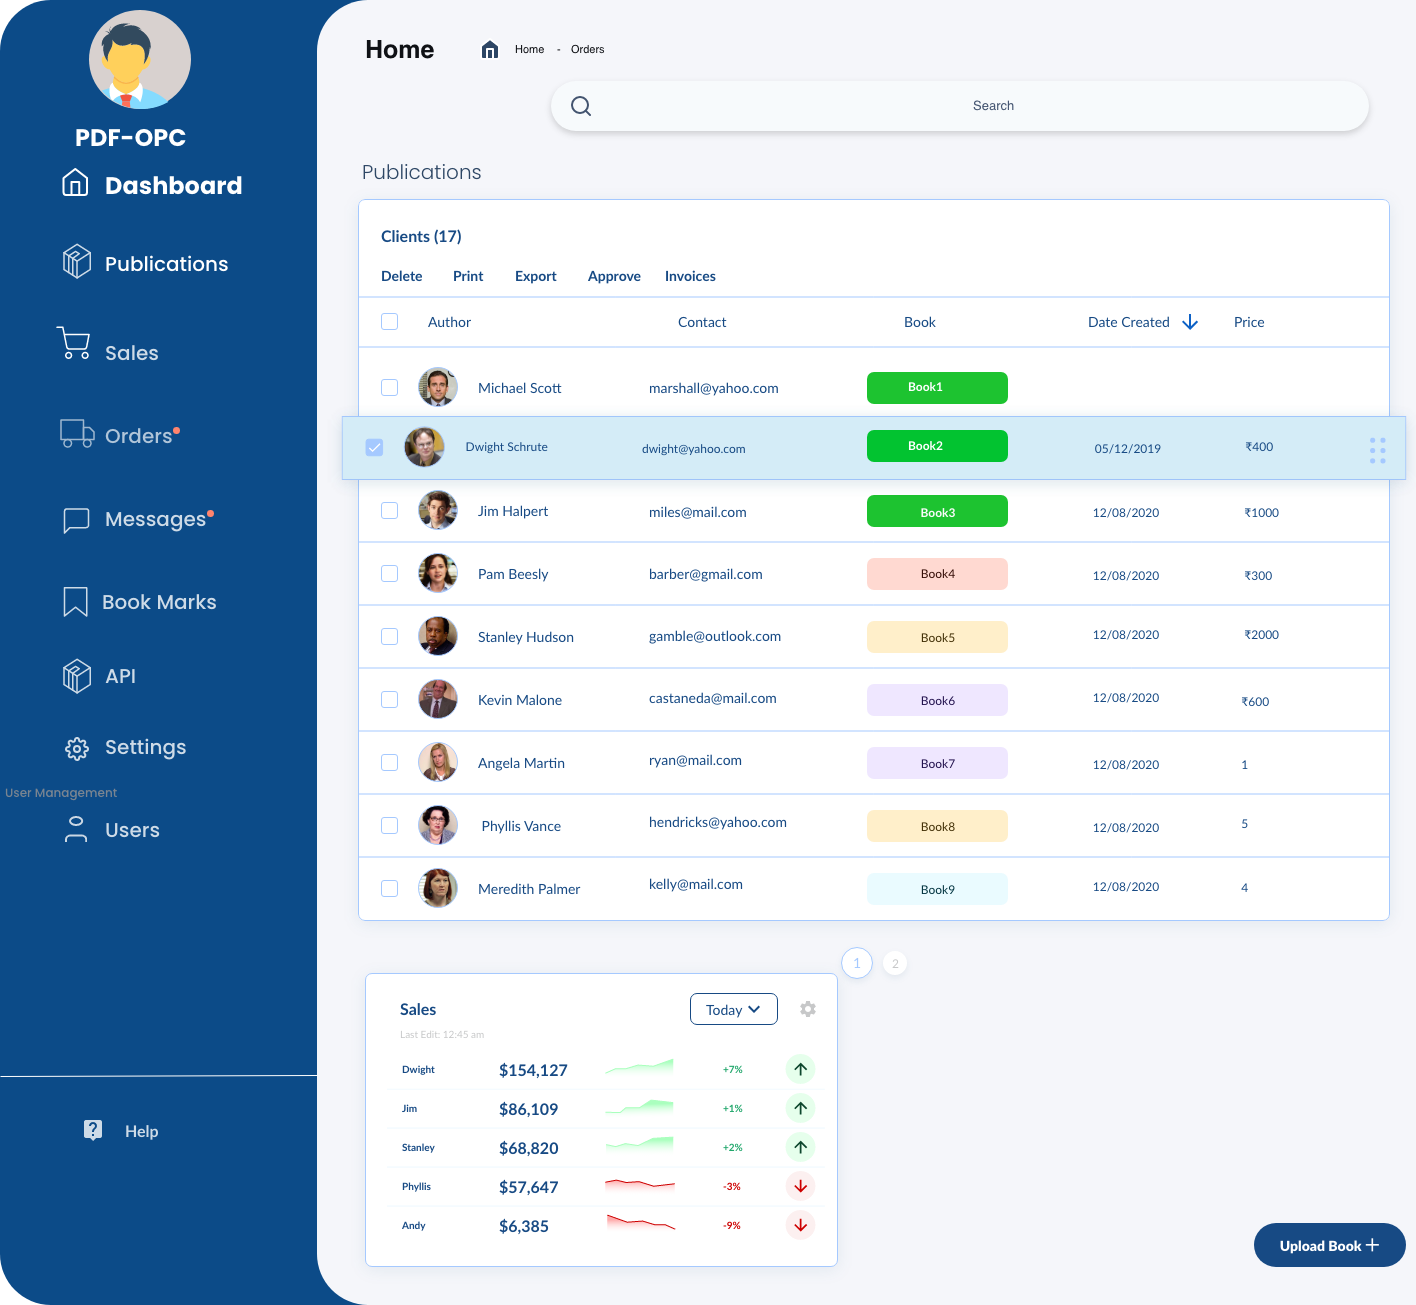 PDF-OPC
Dashboard
Publications
Sales
Orders
Messages
Book Marks
API
Settings
User Management
Users
Help
Home
Home - Orders
Search
Publications
Clients (17)
Delete Print Export Approve Invoices
Author Contact Book Date Created Price
Michael Scott marshall@yahoo.com Book1
Dwight Schrute dwight@yahoo.com Book2 05/12/2019 ₹400
Jim Halpert miles@mail.com Book3 12/08/2020 ₹1000
Pam Beesly barber@gmail.com Book4 12/08/2020 ₹300
Stanley Hudson gamble@outlook.com Book5 12/08/2020 ₹2000
Kevin Malone castaneda@mail.com Book6 12/08/2020 ₹600
Angela Martin ryan@mail.com Book7 12/08/2020 1
Phyllis Vance hendricks@yahoo.com Book8 12/08/2020 5
Meredith Palmer kelly@mail.com Book9 12/08/2020 4
1 2
Sales Today
Last Edit: 12:45 am
Dwight $154,127 +7%
Jim $86,109 +1%
Stanley $68,820 +2%
Phyllis $57,647 -3%
Andy $6,385 -9%
Upload Book +